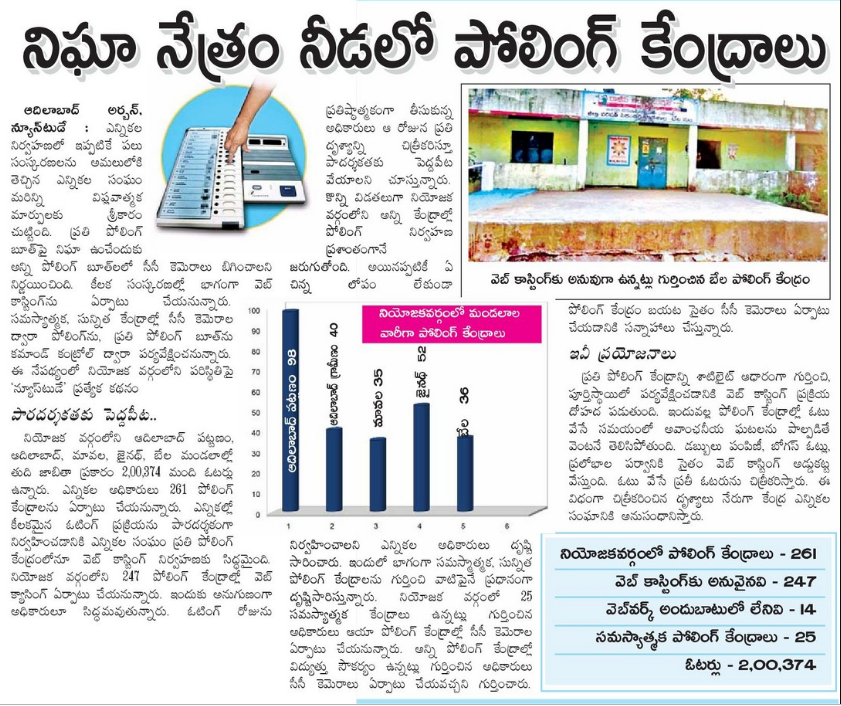 నిఘా నేత్రం నీడలో పోలింగ్ కేంద్రాలు
ఆదిలాబాద్ అర్బన్,
న్యూస్‌టుడే : ఎన్నికల
నిర్వహణలో ఇప్పటికే పలు
సంస్కరణలను అమలులోకి
తెచ్చిన ఎన్నికల సంఘం
మరిన్ని విప్లవాత్మక
మార్పులకు శ్రీకారం
చుట్టింది. ప్రతి పోలింగ్
బూత్‌పై నిఘా ఉంచేందుకు
అన్ని పోలింగ్ బూత్‌లలో సీసీ కెమెరాలు బిగించాలని
నిర్ణయించింది. కీలక సంస్కరణల్లో భాగంగా వెబ్
కాస్టింగ్‌ను ఏర్పాటు చేయనున్నారు.
సమస్యాత్మక, సున్నిత కేంద్రాల్లో సీసీ కెమెరాల
ద్వారా పోలింగ్‌ను, ప్రతి పోలింగ్ బూత్‌ను
కమాండ్ కంట్రోల్ ద్వారా పర్యవేక్షించనున్నారు.
ఈ నేపథ్యంలో నియోజక వర్గంలోని పరిస్థితిపై
'న్యూస్‌టుడే' ప్రత్యేక కథనం
పారదర్శకతకు పెద్దపీట..
నియోజక వర్గంలోని ఆదిలాబాద్ పట్టణం,
ఆదిలాబాద్, మావల, జైనథ్, బేల మండలాల్లో
తుది జాబితా ప్రకారం 2,00,374 మంది ఓటర్లు
ఉన్నారు. ఎన్నికల అధికారులు 261 పోలింగ్
కేంద్రాలను ఏర్పాటు చేయనున్నారు. ఎన్నికల్లో
కీలకమైన ఓటింగ్ ప్రక్రియను పారదర్శకంగా
నిర్వహించడానికి ఎన్నికల సంఘం ప్రతి పోలింగ్
కేంద్రంలోనూ వెబ్ కాస్టింగ్ నిర్వహణకు సిద్ధమైంది.
నియోజక వర్గంలోని 247 పోలింగ్ కేంద్రాల్లో వెబ్
క్యాసింగ్ ఏర్పాటు చేయనున్నారు. ఇందుకు అనుగుణంగా
అధికారులూ సిద్ధమవుతున్నారు. ఓటింగ్ రోజును
ప్రతిష్ఠాత్మకంగా తీసుకున్న
అధికారులు ఆ రోజున ప్రతి
దృశ్యాన్ని చిత్రీకరిస్తూ
పాదర్శకతకు పెద్దపీట
వేయాలని చూస్తున్నారు.
కొన్ని విడతలుగా నియోజక
వర్గంలోని అన్ని కేంద్రాల్లో
పోలింగ్ నిర్వహణ
ప్రశాంతంగానే
జరుగుతోంది. అయినప్పటికీ ఏ
చిన్న లోపం లేకుండా
నియోజకవర్గంలో మండలాల
వారీగా పోలింగ్ కేంద్రాలు
100
90
80
70
60
50
40
30
20
10
0
ఆదిలాబాద్ పట్టణం 98
ఆదిలాబాద్ గ్రామీణం 40
మావల 35
జైనథ్ 52
బేల 36
1 2 3 4 5 6
నిర్వహించాలని ఎన్నికల అధికారులు దృష్టి
సారించారు. ఇందులో భాగంగా సమస్యాత్మక, సున్నిత
పోలింగ్ కేంద్రాలను గుర్తించి వాటిపైనే ప్రధానంగా
దృష్టిసారిస్తున్నారు. నియోజక వర్గంలో 25
సమస్యాత్మక కేంద్రాలు ఉన్నట్లు గుర్తించిన
అధికారులు ఆయా పోలింగ్ కేంద్రాల్లో సీసీ కెమెరాల
ఏర్పాటు చేయనున్నారు. అన్ని పోలింగ్ కేంద్రాల్లో
విద్యుత్తు సౌకర్యం ఉన్నట్లు గుర్తించిన అధికారులు
సీసీ కెమెరాలు ఏర్పాటు చేయవచ్చని గుర్తించారు.
వెబ్ కాస్టింగ్‌కు అనువుగా ఉన్నట్లు గుర్తించిన బేల పోలింగ్ కేంద్రం
పోలింగ్ కేంద్రం బయట సైతం సీసీ కెమెరాలు ఏర్పాటు
చేయడానికి సన్నాహాలు చేస్తున్నారు.
ఇవీ ప్రయోజనాలు
ప్రతి పోలింగ్ కేంద్రాన్ని శాటిలైట్ ఆధారంగా గుర్తించి,
పూర్తిస్థాయిలో పర్యవేక్షించడానికి వెబ్ కాస్టింగ్ ప్రక్రియ
దోహద పడుతుంది. ఇందువల్ల పోలింగ్ కేంద్రాల్లో ఓటు
వేసే సమయంలో అవాంఛనీయ ఘటలను పాల్పడితే
వెంటనే తెలిసిపోతుంది. డబ్బులు పంపిణీ, బోగస్ ఓట్లు,
ప్రలోభాల పర్వానికి సైతం వెబ్ కాస్టింగ్ అడ్డుకట్ట
వేస్తుంది. ఓటు వేసే ప్రతీ ఓటరును చిత్రీకరిస్తారు. ఈ
విధంగా చిత్రీకరించిన దృశ్యాలు నేరుగా కేంద్ర ఎన్నికల
సంఘానికి అనుసంధానిస్తారు.
నియోజకవర్గంలో పోలింగ్ కేంద్రాలు - 261
వెబ్ కాస్టింగ్‌కు అనువైనవి - 247
వెబ్‌వర్క్ అందుబాటులో లేనివి - 14
సమస్యాత్మక పోలింగ్ కేంద్రాలు - 25
ఓటర్లు - 2,00,374